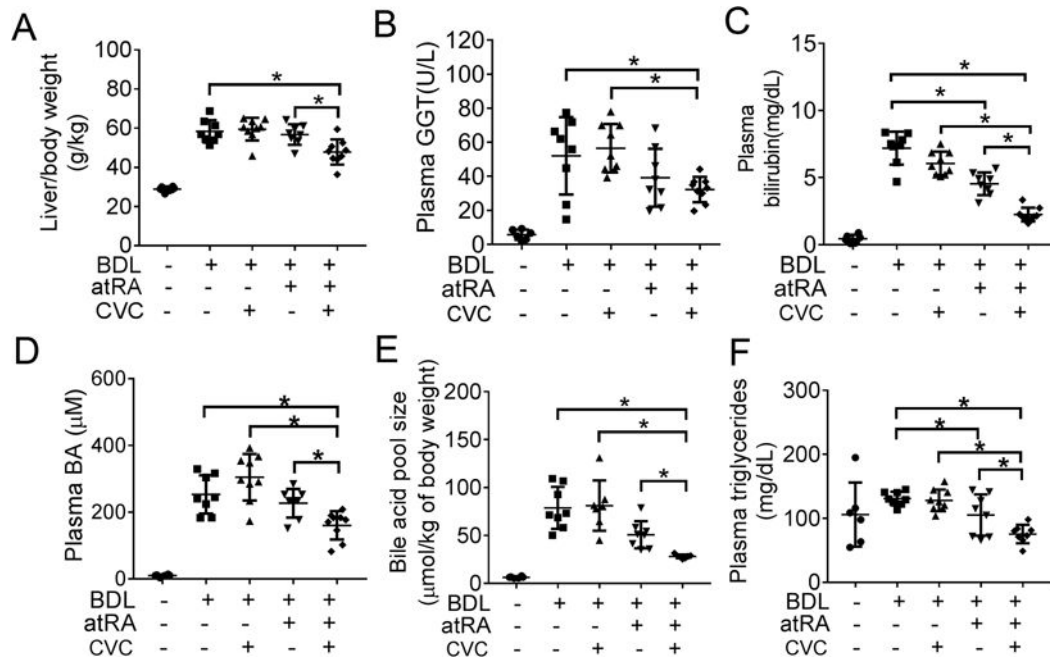 A
Liver/body weight
(g/kg)
100
80
60
40
20
0
*
*
BDL - + + + +
atRA - - - + +
CVC - - + - +
B
Plasma GGT(U/L)
120
100
80
60
40
20
0
*
*
BDL - + + + +
atRA - - - + +
CVC - - + - +
C
Plasma
bilirubin(mg/dL)
15
10
5
0
*
*
*
*
BDL - + + + +
atRA - - - + +
CVC - - + - +
D
Plasma BA (μM)
600
400
200
0
*
*
*
BDL - + + + +
atRA - - - + +
CVC - - + - +
E
Bile acid pool size
(μmol/kg of body weight)
200
150
100
50
0
*
*
*
BDL - + + + +
atRA - - - + +
CVC - - + - +
F
Plasma triglycerides
(mg/dL)
300
200
100
0
*
*
*
*
BDL - + + + +
atRA - - - + +
CVC - - + - +